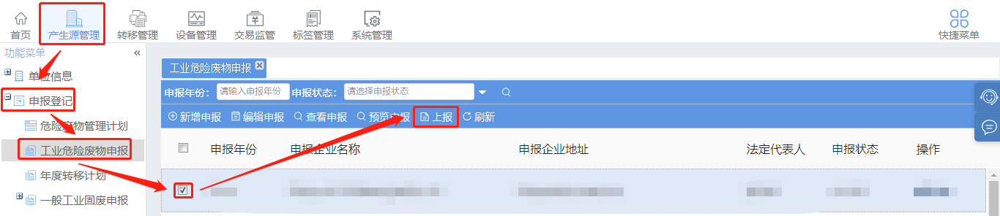 首页 产生源管理 转移管理 设备管理 交易监管 标签管理 系统管理 快捷菜单
功能菜单 «
单位信息
申报登记
危险废物管理计划
工业危险废物申报
年度转移计划
一般工业固废申报
工业危险废物申报
申报年份: 请输入申报年份 申报状态: 请选择申报状态
新增申报 编辑申报 查看申报 预览申报 上报 刷新
申报年份 申报企业名称 申报企业地址 法定代表人 申报状态 操作